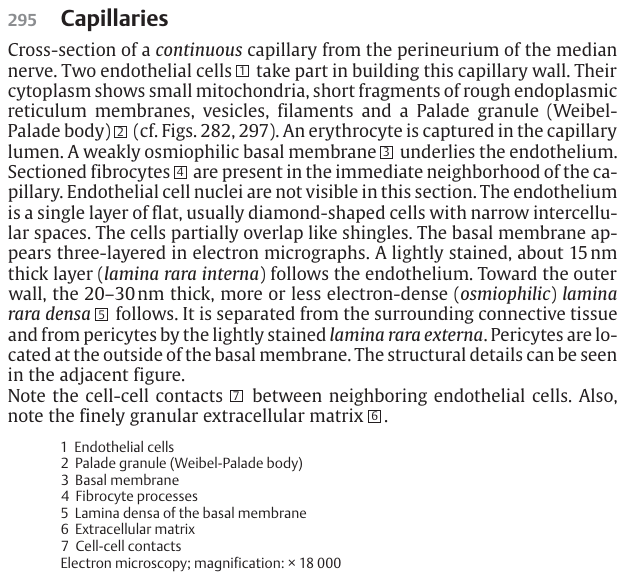 295 Capillaries
Cross-section of a continuous capillary from the perineurium of the median
nerve. Two endothelial cells 1 take part in building this capillary wall. Their
cytoplasm shows small mitochondria, short fragments of rough endoplasmic
reticulum membranes, vesicles, filaments and a Palade granule (Weibel-
Palade body) 2 (cf. Figs. 282, 297). An erythrocyte is captured in the capillary
lumen. A weakly osmiophilic basal membrane 3 underlies the endothelium.
Sectioned fibrocytes 4 are present in the immediate neighborhood of the ca-
pillary. Endothelial cell nuclei are not visible in this section. The endothelium
is a single layer of flat, usually diamond-shaped cells with narrow intercellu-
lar spaces. The cells partially overlap like shingles. The basal membrane ap-
pears three-layered in electron micrographs. A lightly stained, about 15 nm
thick layer (lamina rara interna) follows the endothelium. Toward the outer
wall, the 20–30 nm thick, more or less electron-dense (osmiophilic) lamina
rara densa 5 follows. It is separated from the surrounding connective tissue
and from pericytes by the lightly stained lamina rara externa. Pericytes are lo-
cated at the outside of the basal membrane. The structural details can be seen
in the adjacent figure.
Note the cell-cell contacts 7 between neighboring endothelial cells. Also,
note the finely granular extracellular matrix 6.
1 Endothelial cells
2 Palade granule (Weibel-Palade body)
3 Basal membrane
4 Fibrocyte processes
5 Lamina densa of the basal membrane
6 Extracellular matrix
7 Cell-cell contacts
Electron microscopy; magnification: × 18 000